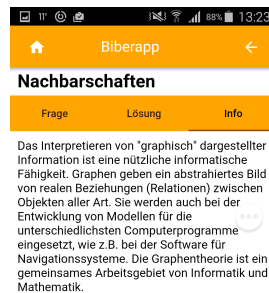 11' 88% 13:23
Biberapp
Nachbarschaften
Frage Lösung Info
Das Interpretieren von "graphisch" dargestellter
Information ist eine nützliche informatische
Fähigkeit. Graphen geben ein abstrahiertes Bild
von realen Beziehungen (Relationen) zwischen
Objekten aller Art. Sie werden auch bei der
Entwicklung von Modellen für die
unterschiedlichsten Computerprogramme
eingesetzt, wie z.B. bei der Software für
Navigationssysteme. Die Graphentheorie ist ein
gemeinsames Arbeitsgebiet von Informatik und
Mathematik.